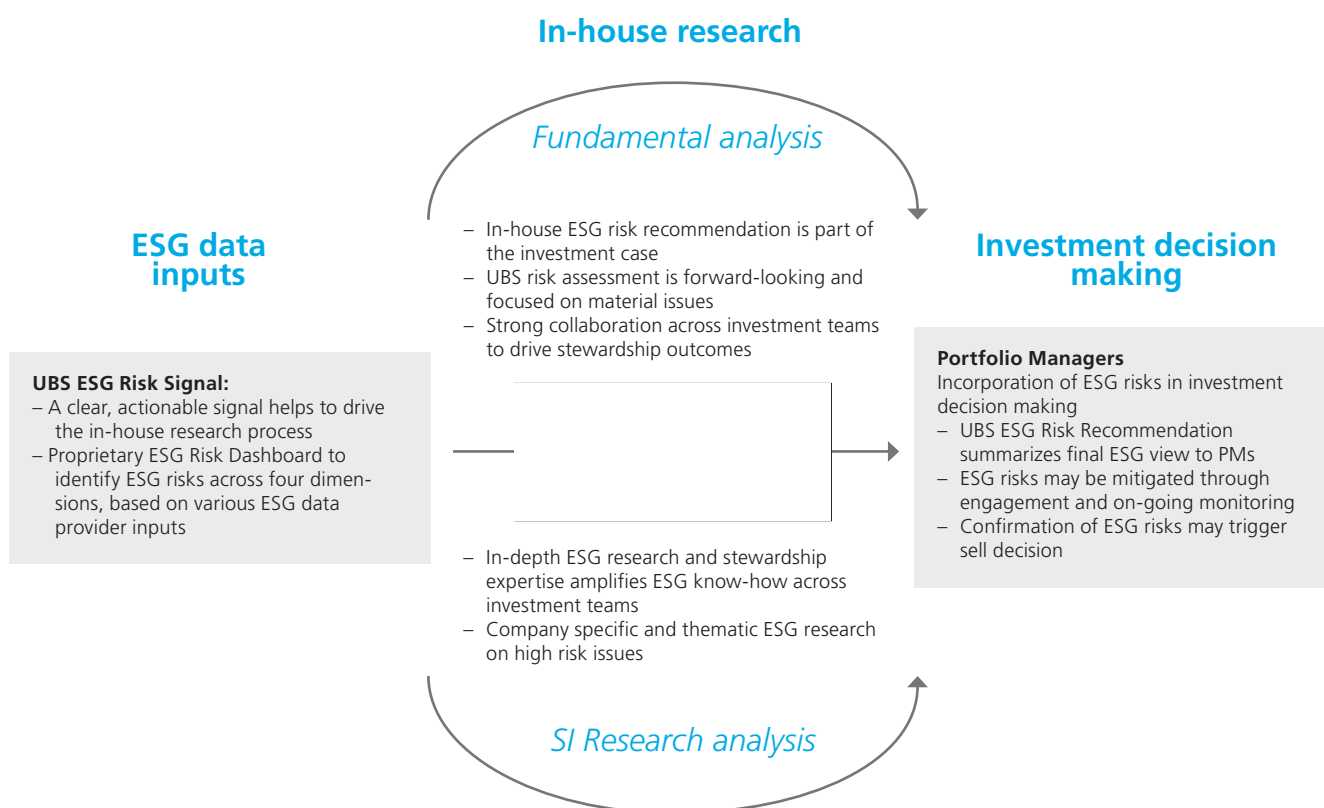 In-house research
Fundamental analysis
ESG data
inputs
UBS ESG Risk Signal:
– A clear, actionable signal helps to drive
the in-house research process
– Proprietary ESG Risk Dashboard to
identify ESG risks across four dimen-
sions, based on various ESG data
provider inputs
– In-house ESG risk recommendation is part of
the investment case
– UBS risk assessment is forward-looking and
focused on material issues
– Strong collaboration across investment teams
to drive stewardship outcomes
– In-depth ESG research and stewardship
expertise amplifies ESG know-how across
investment teams
– Company specific and thematic ESG research
on high risk issues
SI Research analysis
Investment decision
making
Portfolio Managers
Incorporation of ESG risks in investment
decision making
– UBS ESG Risk Recommendation
summarizes final ESG view to PMs
– ESG risks may be mitigated through
engagement and on-going monitoring
– Confirmation of ESG risks may trigger
sell decision